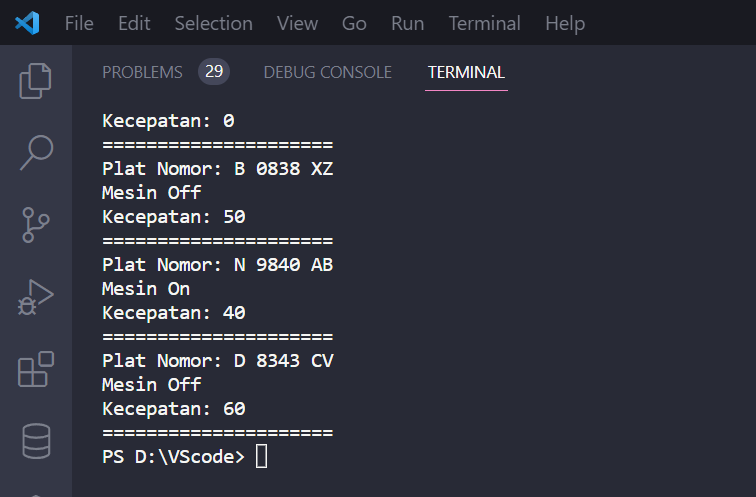 File Edit Selection View Go Run Terminal Help
PROBLEMS 29 DEBUG CONSOLE TERMINAL
Kecepatan: 0
=====================
Plat Nomor: B 0838 XZ
Mesin Off
Kecepatan: 50
=====================
Plat Nomor: N 9840 AB
Mesin On
Kecepatan: 40
=====================
Plat Nomor: D 8343 CV
Mesin Off
Kecepatan: 60
=====================
PS D:\VScode>